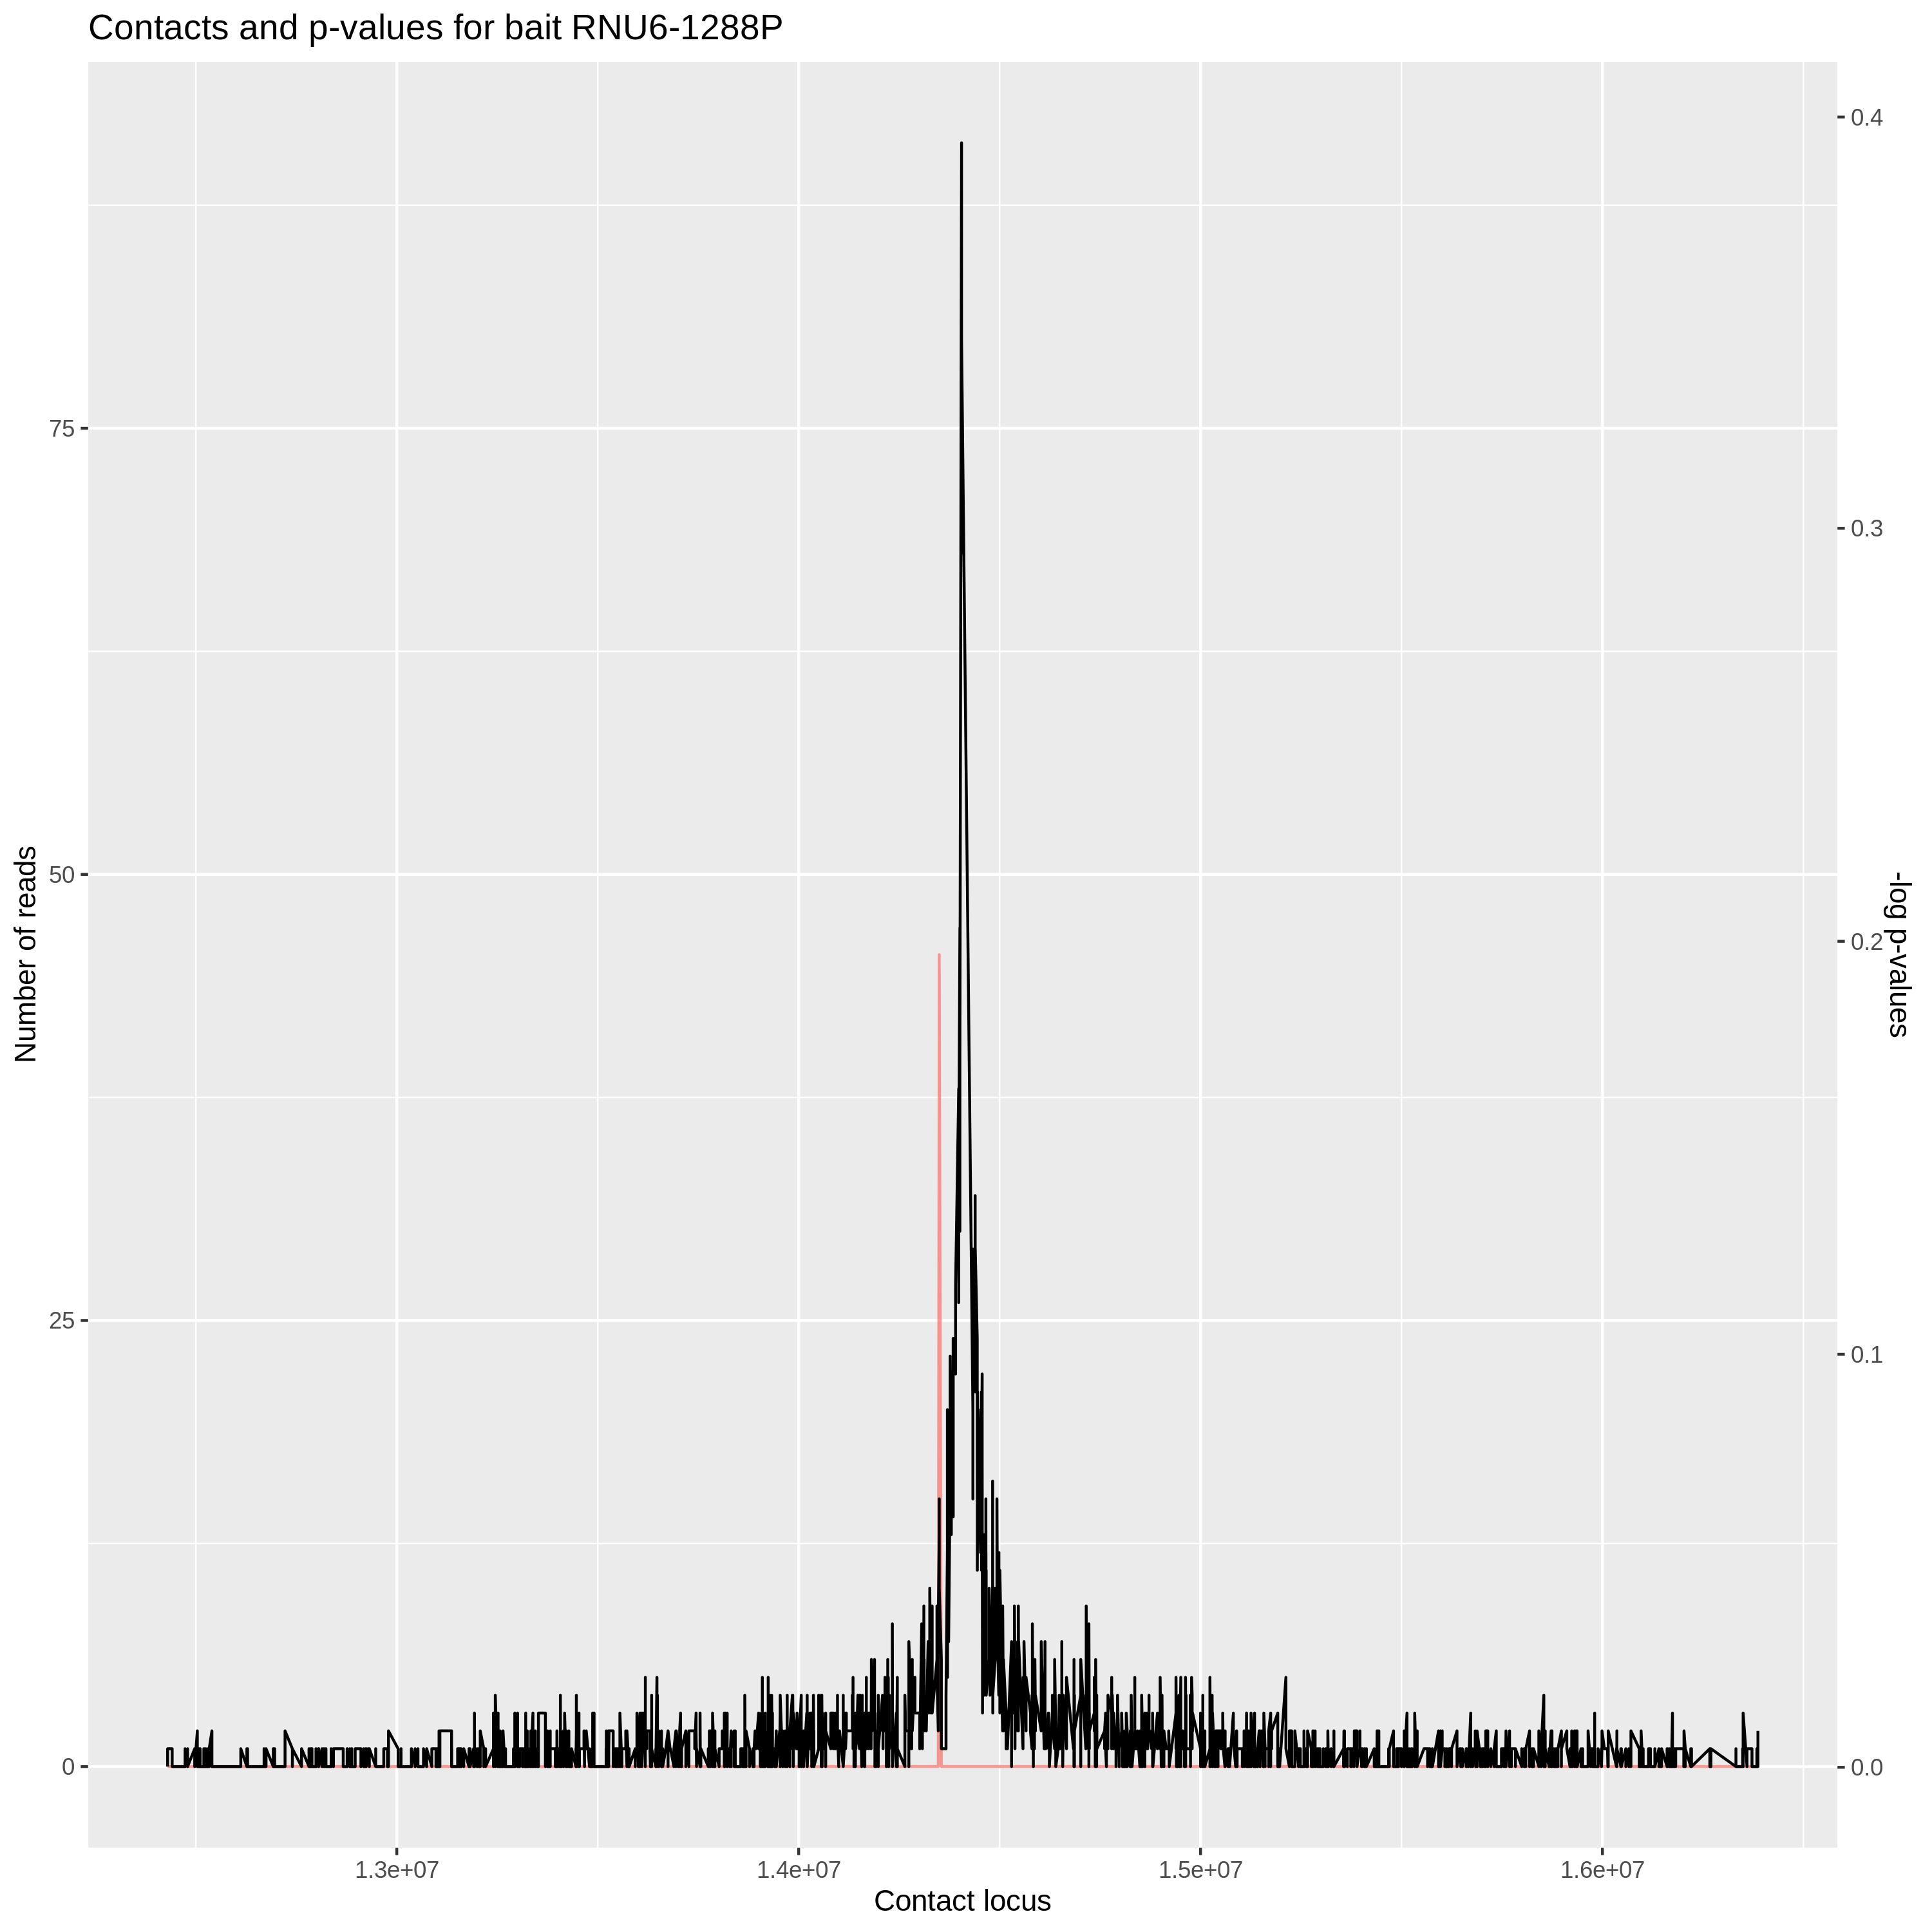 Contacts and p-values for bait RNU6-1288P
Number of reads
75
50
25
0
0.4
0.3
0.2
0.1
0.0
-log p-values
1.3e+07
1.4e+07
1.5e+07
1.6e+07
Contact locus